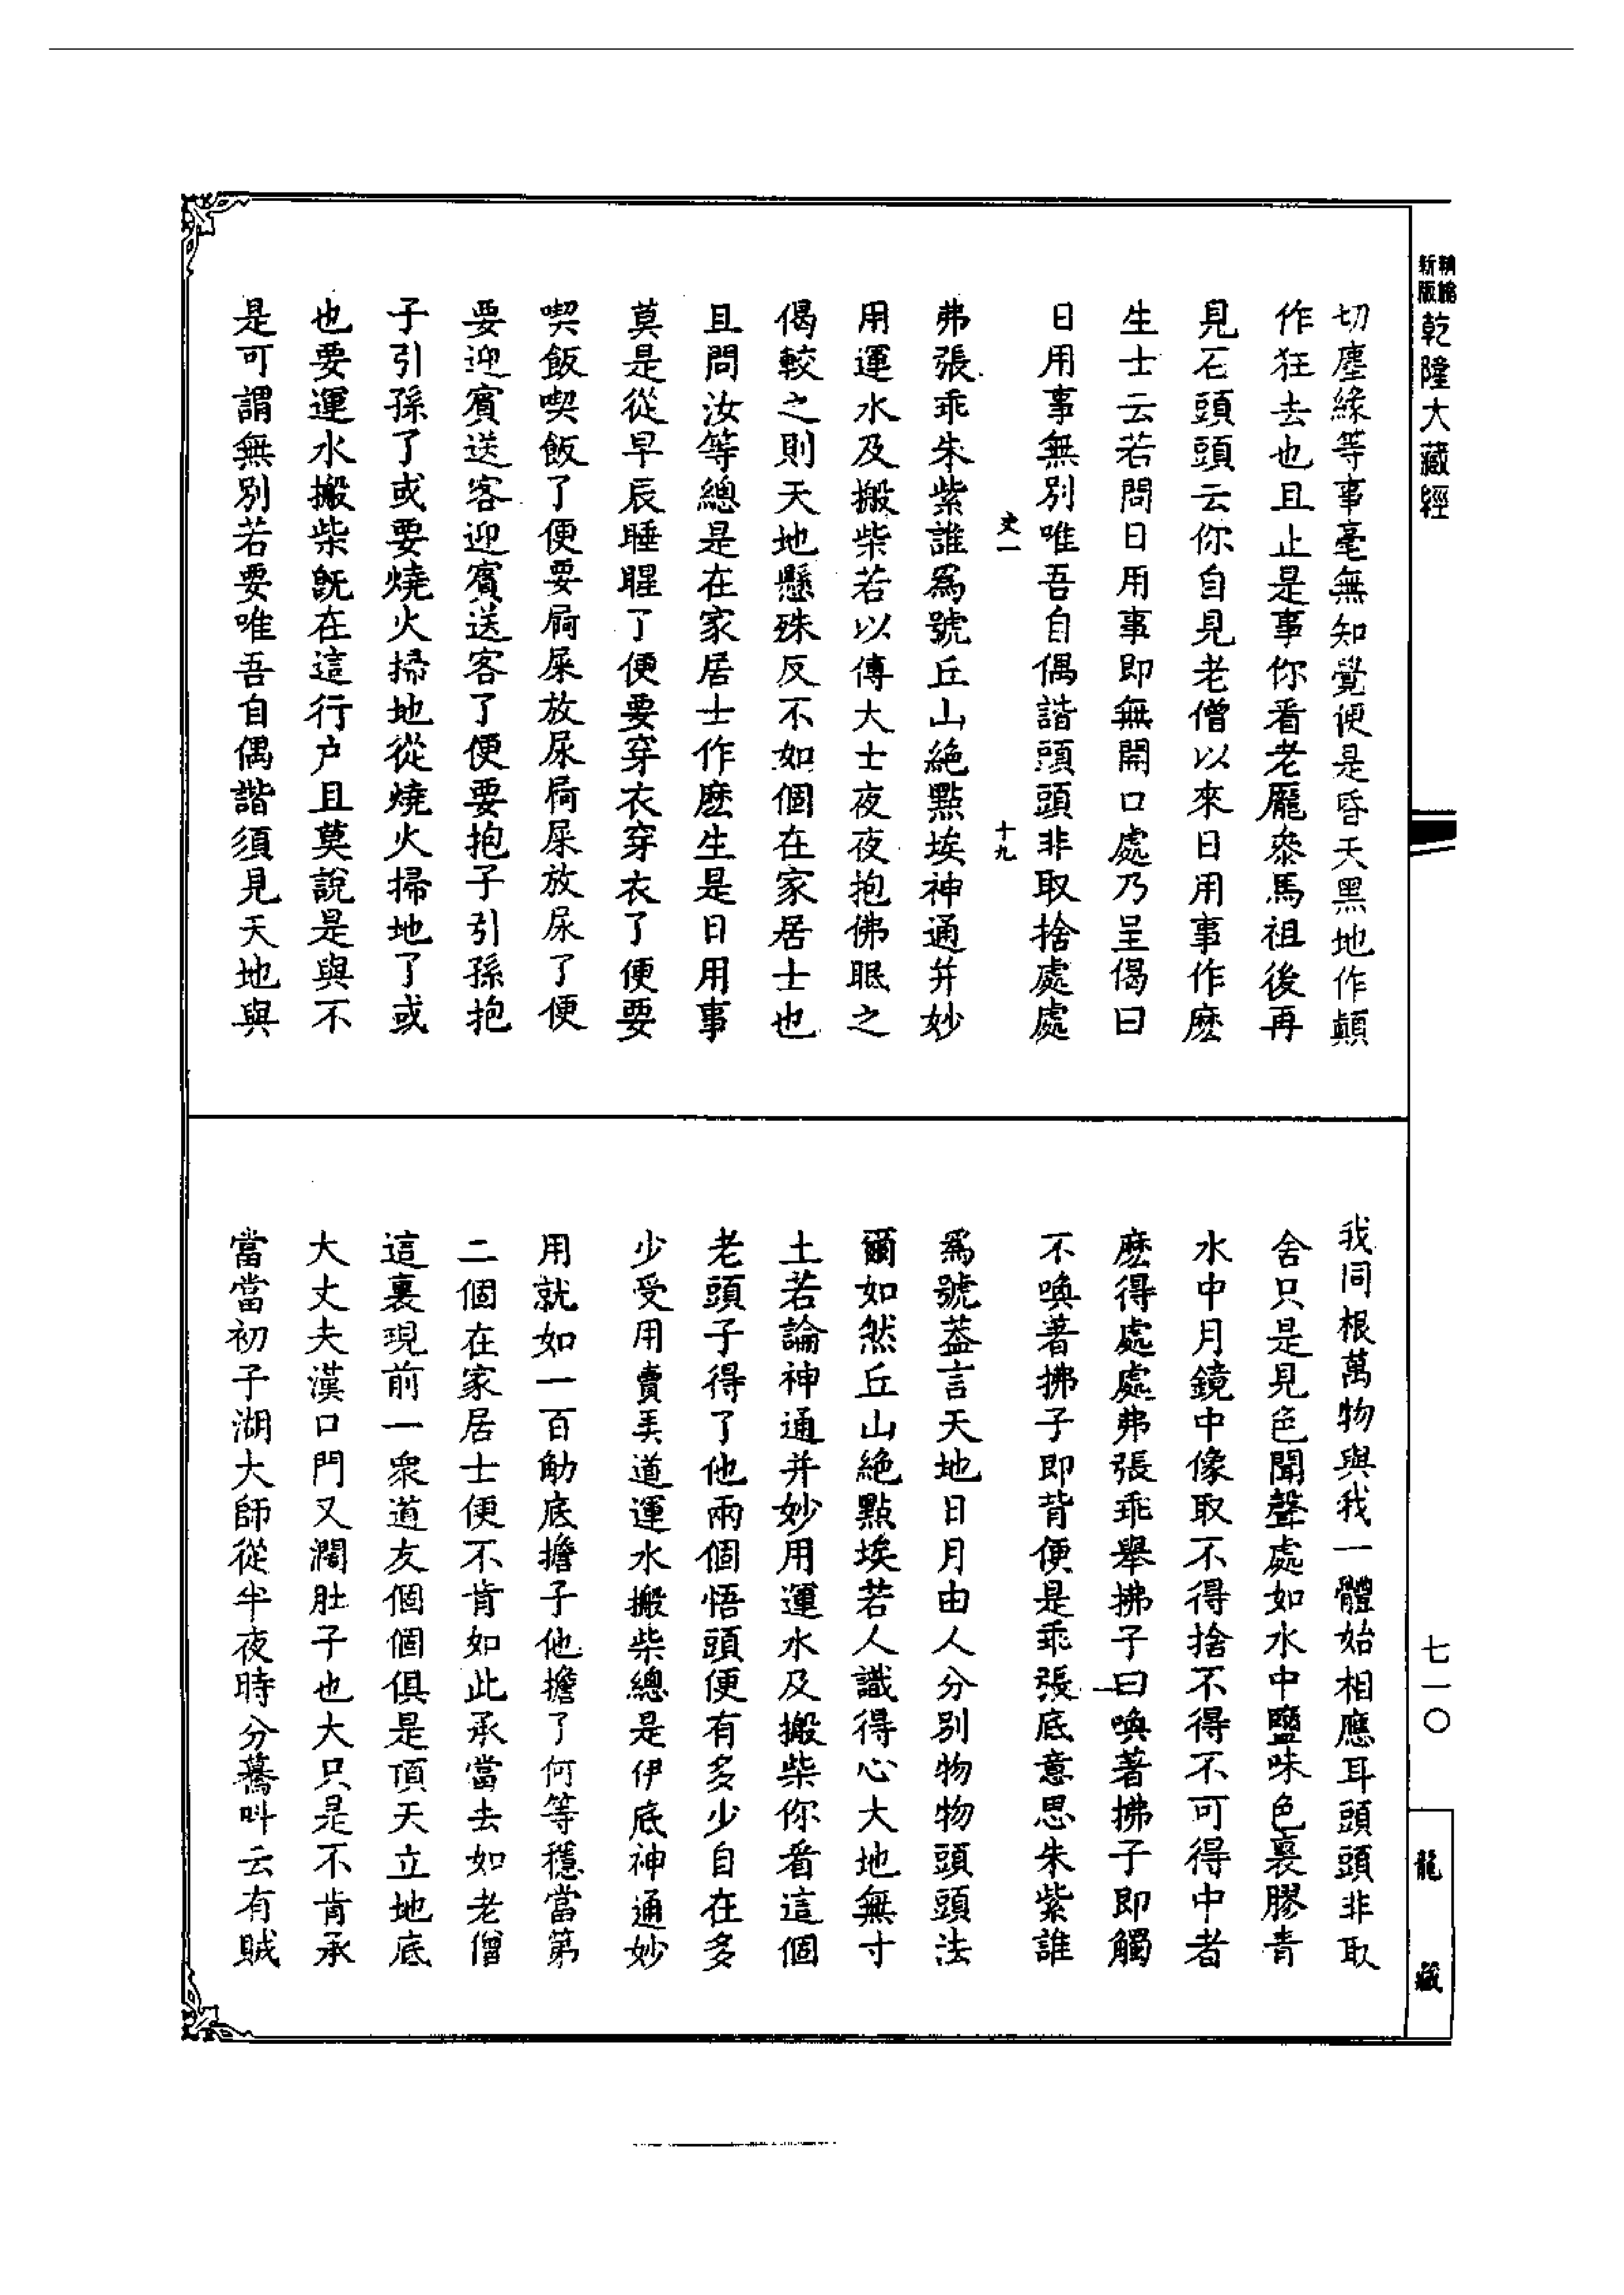 精縮新版乾隆大藏經
七一〇
龍藏
切塵緣等事毫無知覺便是昏天黑地作顛
作狂去也且止是事你看老龐叅馬祖後再
見石頭頭云你自見老僧以來日用事作麽
生士云若問日用事即無開口處乃呈偈曰
日用事無別唯吾自偶諧頭頭非取捨處處
十九
弗張乖朱紫誰爲號丘山絶點埃神通并妙
用運水及搬柴若以傅大士夜夜抱佛眠之
偈較之則天地懸殊反不如個在家居士也
且問汝等總是在家居士作麽生是日用事
莫是從早辰睡醒了便要穿衣穿衣了便要
喫飯喫飯了便要屙屎放尿屙屎放尿了便
要迎賓送客迎賓送客了便要抱子引孫抱
子引孫了或要燒火掃地從燒火掃地了或
也要運水搬柴旣在這行户且莫說是與不
是可謂無別若要唯吾自偶諧須見天地與
我同根萬物與我一體始相應耳頭頭非取
舍只是見色聞聲處如水中鹽味色裏膠青
水中月鏡中像取不得捨不得不可得中者
麽得處處弗張乖舉拂子曰喚著拂子即觸
不喚著拂子即背便是乖張底意思朱紫誰
爲號葢言天地日月由人分別物物頭頭法
爾如然丘山絶點埃若人識得心大地無寸
土若論神通并妙用運水及搬柴你看這個
老頭子得了他兩個悟頭便有多少自在多
少受用賣弄道運水搬柴總是伊底神通妙
用就如一百觔底擔子他擔了何等穩當第
二個在家居士便不肯如此承當去如老僧
這裏現前一衆道友個個俱是頂天立地底
大丈夫漢口門又濶肚子也大只是不肯承
當當初子湖大師從半夜時分驀呌云有賊